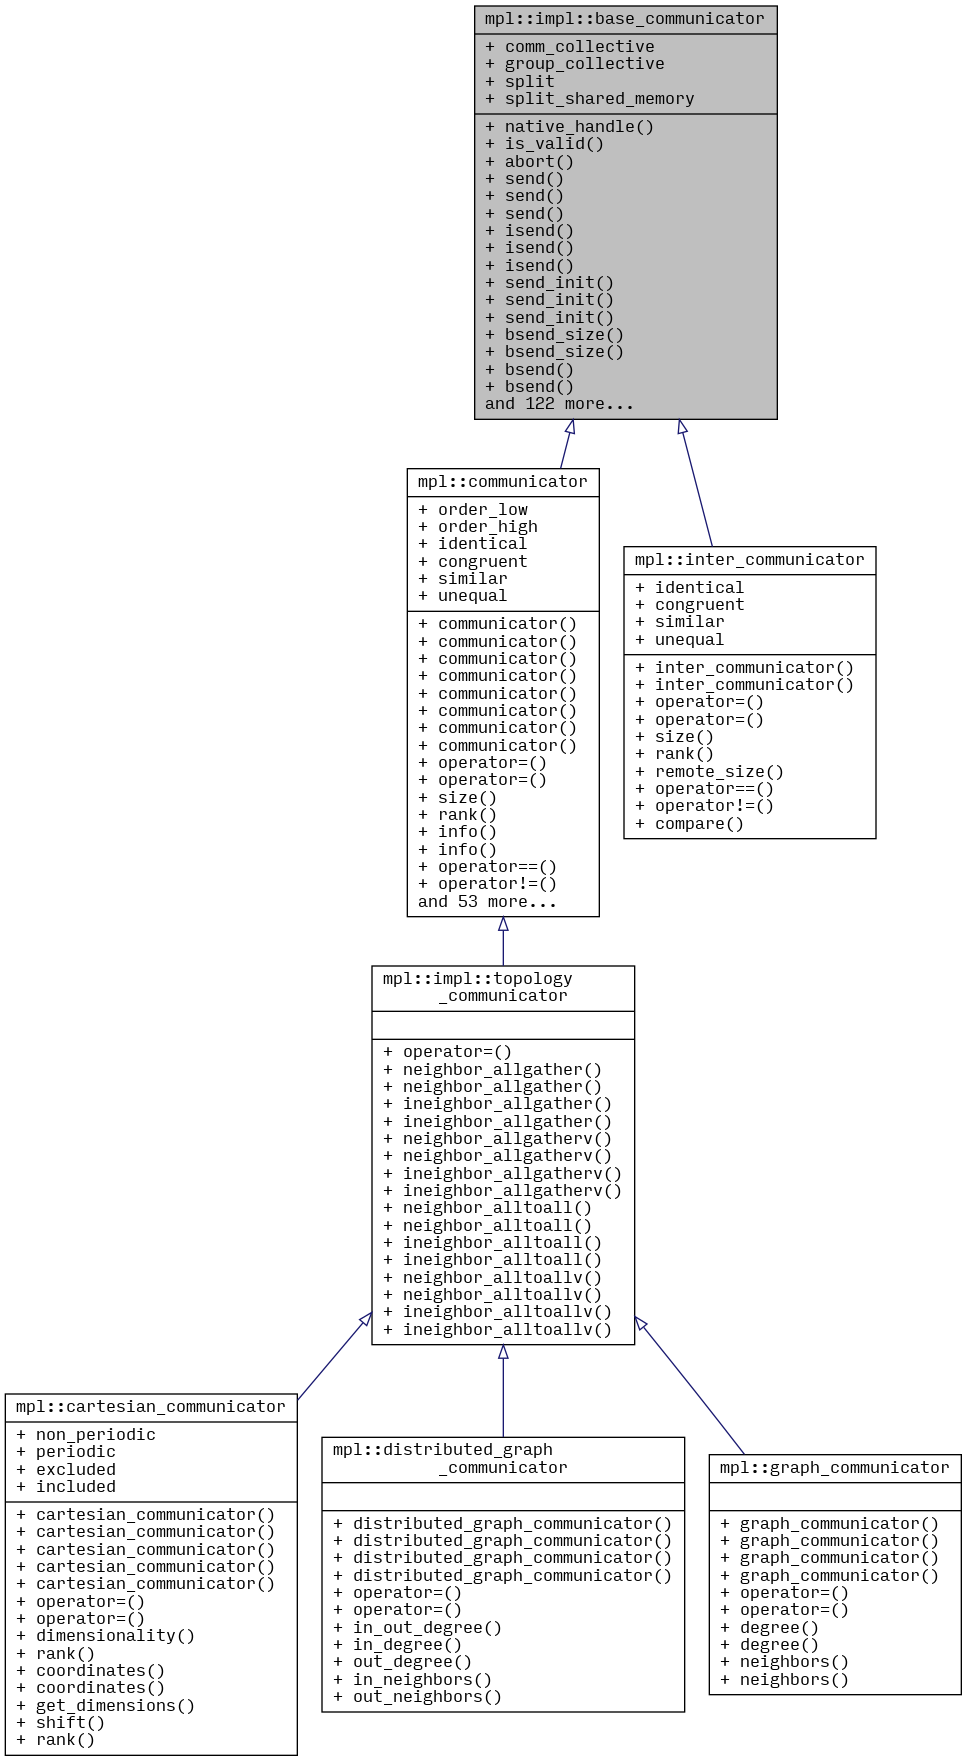 mpl::impl::base_communicator
+ comm_collective
+ group_collective
+ split
+ split_shared_memory
+ native_handle()
+ is_valid()
+ abort()
+ send()
+ send()
+ send()
+ isend()
+ isend()
+ isend()
+ send_init()
+ send_init()
+ send_init()
+ bsend_size()
+ bsend_size()
+ bsend()
+ bsend()
and 122 more...
mpl::communicator
+ order_low
+ order_high
+ identical
+ congruent
+ similar
+ unequal
+ communicator()
+ communicator()
+ communicator()
+ communicator()
+ communicator()
+ communicator()
+ communicator()
+ communicator()
+ operator=()
+ operator=()
+ size()
+ rank()
+ info()
+ info()
+ operator==()
+ operator!=()
and 53 more...
mpl::inter_communicator
+ identical
+ congruent
+ similar
+ unequal
+ inter_communicator()
+ inter_communicator()
+ operator=()
+ operator=()
+ size()
+ rank()
+ remote_size()
+ operator==()
+ operator!=()
+ compare()
mpl::impl::topology
_communicator
+ operator=()
+ neighbor_allgather()
+ neighbor_allgather()
+ ineighbor_allgather()
+ ineighbor_allgather()
+ neighbor_allgatherv()
+ neighbor_allgatherv()
+ ineighbor_allgatherv()
+ ineighbor_allgatherv()
+ neighbor_alltoall()
+ neighbor_alltoall()
+ ineighbor_alltoall()
+ ineighbor_alltoall()
+ neighbor_alltoallv()
+ neighbor_alltoallv()
+ ineighbor_alltoallv()
+ ineighbor_alltoallv()
mpl::cartesian_communicator
+ non_periodic
+ periodic
+ excluded
+ included
+ cartesian_communicator()
+ cartesian_communicator()
+ cartesian_communicator()
+ cartesian_communicator()
+ cartesian_communicator()
+ operator=()
+ operator=()
+ dimensionality()
+ rank()
+ coordinates()
+ coordinates()
+ get_dimensions()
+ shift()
+ rank()
mpl::distributed_graph
_communicator
+ distributed_graph_communicator()
+ distributed_graph_communicator()
+ distributed_graph_communicator()
+ distributed_graph_communicator()
+ operator=()
+ operator=()
+ in_out_degree()
+ in_degree()
+ out_degree()
+ in_neighbors()
+ out_neighbors()
mpl::graph_communicator
+ graph_communicator()
+ graph_communicator()
+ graph_communicator()
+ graph_communicator()
+ operator=()
+ operator=()
+ degree()
+ degree()
+ neighbors()
+ neighbors()